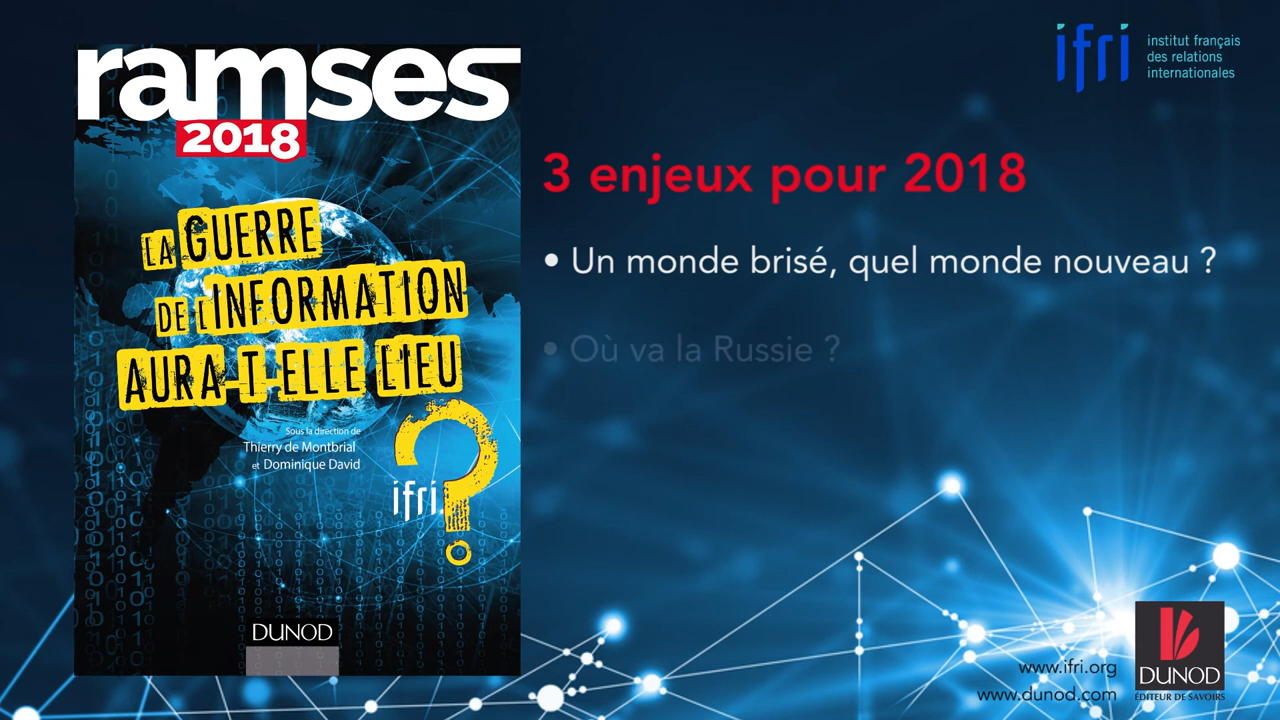 ramses
2018
LA GUERRE
DE L'INFORMATION
AURA-T-ELLE LIEU
?
Sous la direction de
Thierry de Montbrial
et Dominique David
ifri
DUNOD
ifri
institut français
des relations
internationales
3 enjeux pour 2018
• Un monde brisé, quel monde nouveau ?
• Où va la Russie ?
www.ifri.org
www.dunod.com
DUNOD
ÉDITEUR DE SAVOIRS